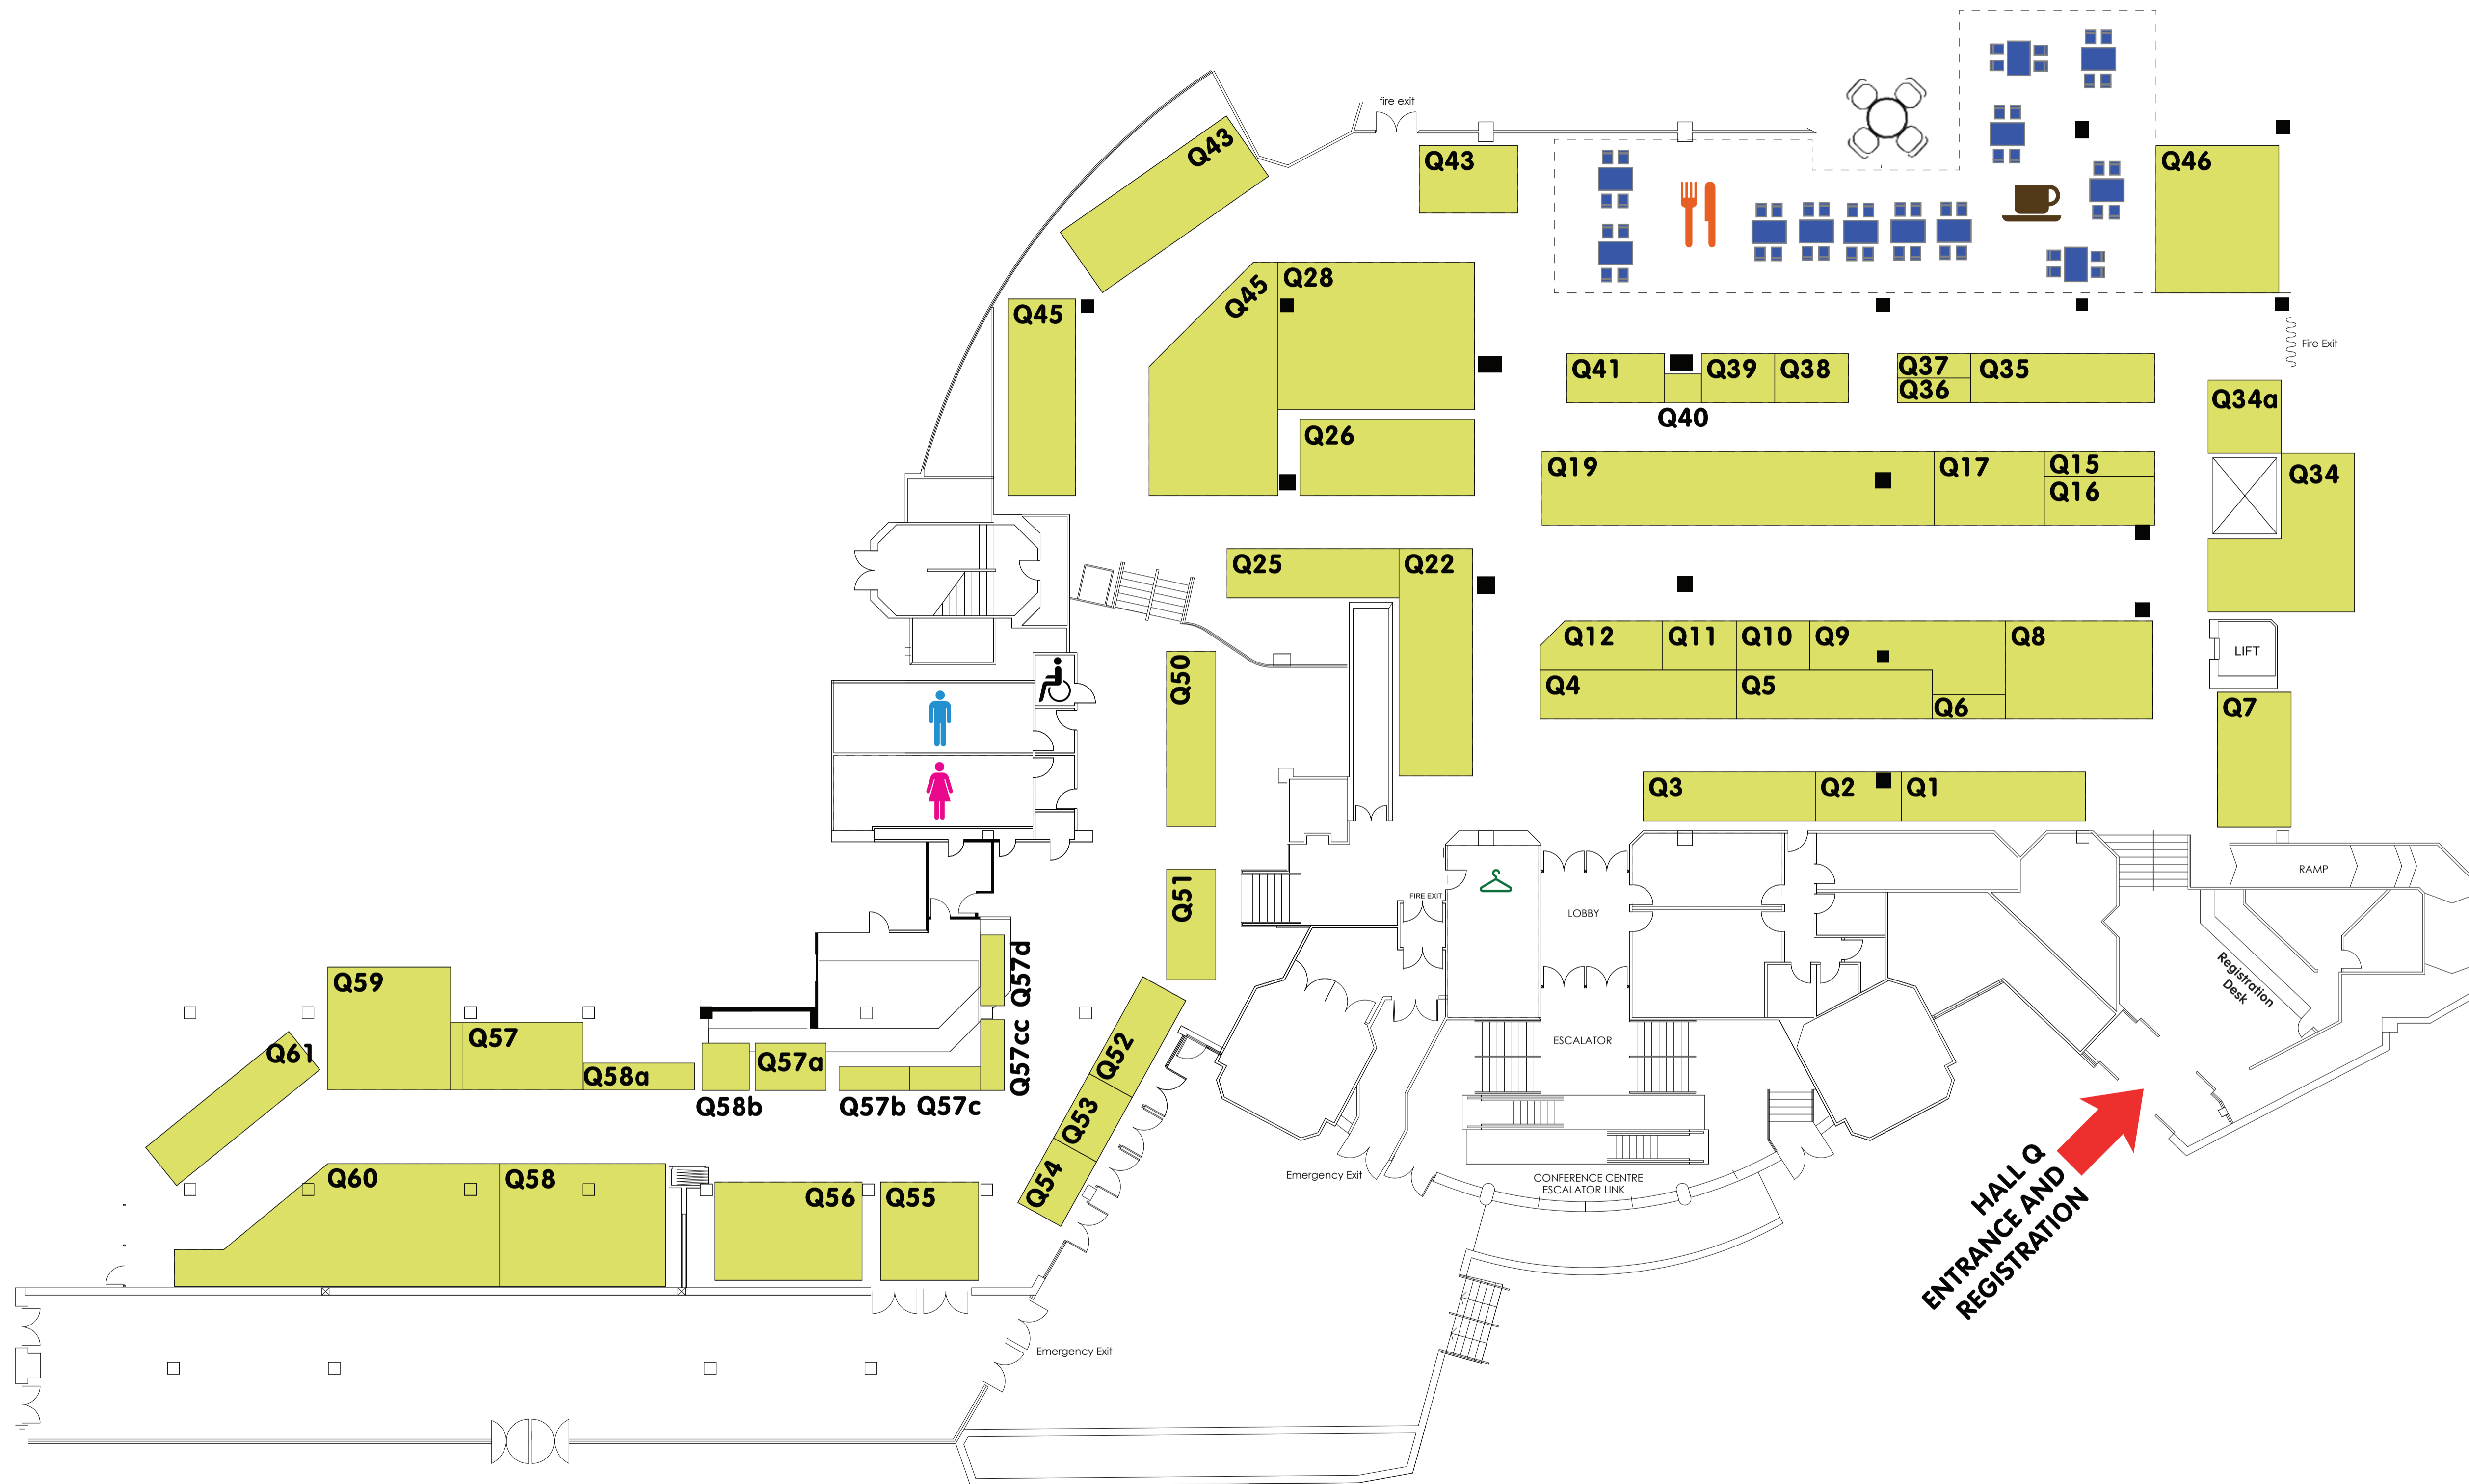 fire exit
Q43
Q43
Q46
Q45
Q28
Q45
Fire Exit
Q41
Q39
Q38
Q37
Q36
Q35
Q40
Q34a
Q26
Q19
Q17
Q15
Q16
Q34
Q25
Q22
Q12
Q11
Q10
Q9
Q8
LIFT
Q50
Q4
Q5
Q6
Q7
Q3
Q2
Q1
RAMP
Q51
FIRE EXIT
LOBBY
Registration
Desk
Q57d
Q59
Q57
Q61
Q58a
Q57a
Q57cc
Q52
ESCALATOR
Q58b
Q57b
Q57c
Q53
Q54
Q60
Q58
Q56
Q55
Emergency Exit
CONFERENCE CENTRE
ESCALATOR LINK
HALL Q
ENTRANCE AND
REGISTRATION
Emergency Exit